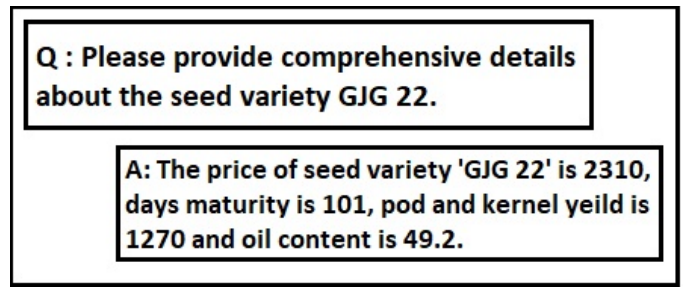 Q : Please provide comprehensive details
about the seed variety GJG 22.
A: The price of seed variety 'GJG 22' is 2310,
days maturity is 101, pod and kernel yeild is
1270 and oil content is 49.2.